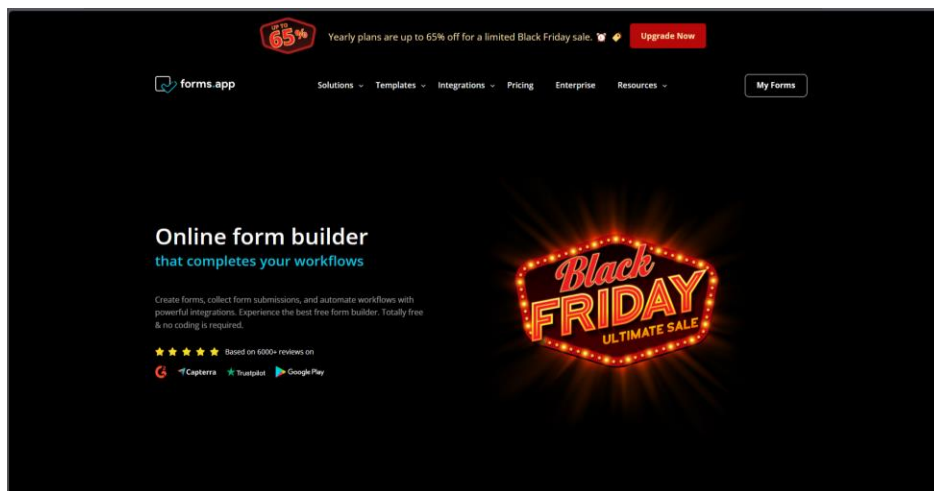 UP TO
65%
Yearly plans are up to 65% off for a limited Black Friday sale.
Upgrade Now
forms.app
Solutions
Templates
Integrations
Pricing
Enterprise
Resources
My Forms
Online form builder
that completes your workflows
Create forms, collect form submissions, and automate workflows with
powerful integrations. Experience the best free form builder. Totally free
& no coding is required.
Based on 6000+ reviews on
Capterra
Trustpilot
Google Play
Black
FRIDAY
ULTIMATE SALE